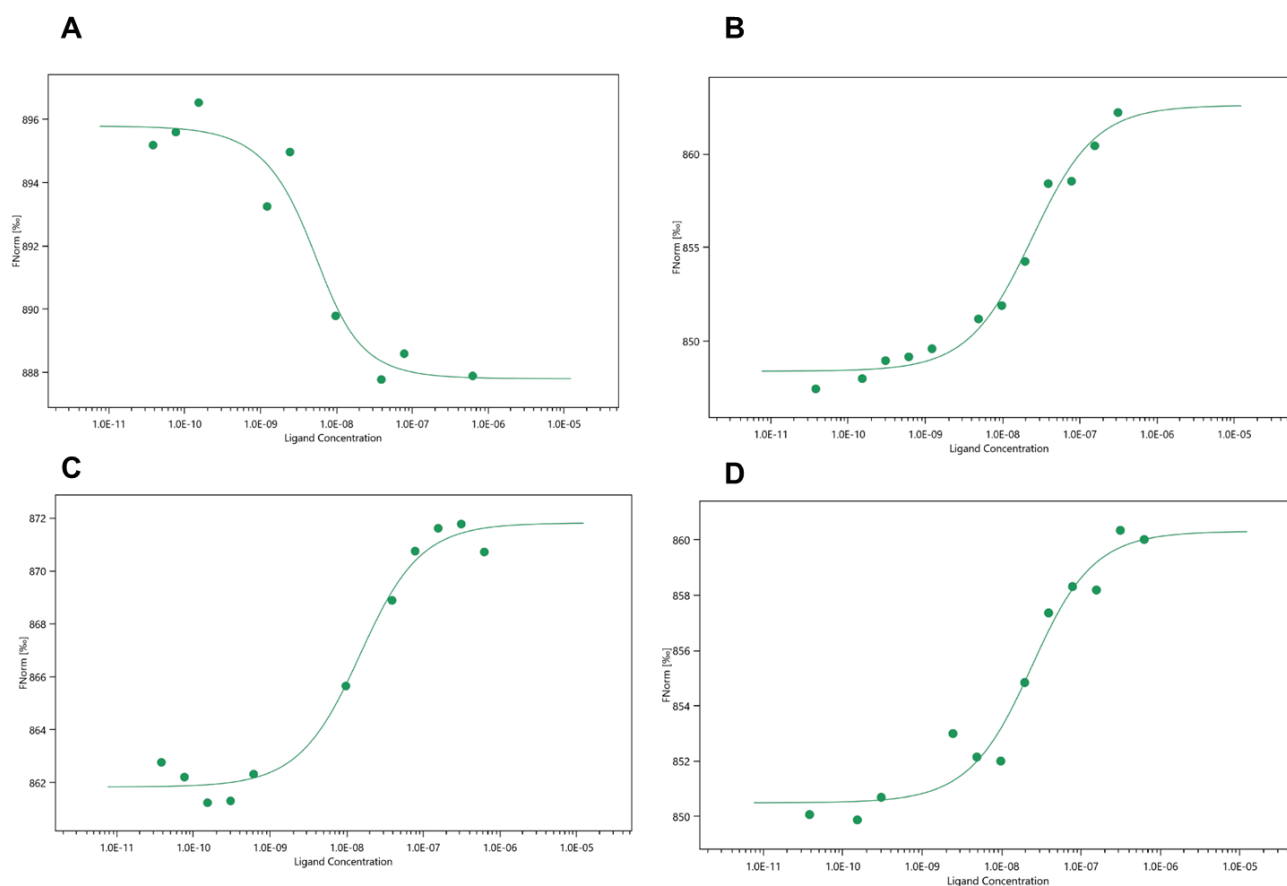 A
FNorm [‰]
896
894
892
890
888
1.0E-11 1.0E-10 1.0E-09 1.0E-08 1.0E-07 1.0E-06 1.0E-05
Ligand Concentration
B
FNorm [‰]
860
855
850
1.0E-11 1.0E-10 1.0E-09 1.0E-08 1.0E-07 1.0E-06 1.0E-05
Ligand Concentration
C
FNorm [‰]
872
870
868
866
864
862
1.0E-11 1.0E-10 1.0E-09 1.0E-08 1.0E-07 1.0E-06 1.0E-05
Ligand Concentration
D
FNorm [‰]
860
858
856
854
852
850
1.0E-11 1.0E-10 1.0E-09 1.0E-08 1.0E-07 1.0E-06 1.0E-05
Ligand Concentration